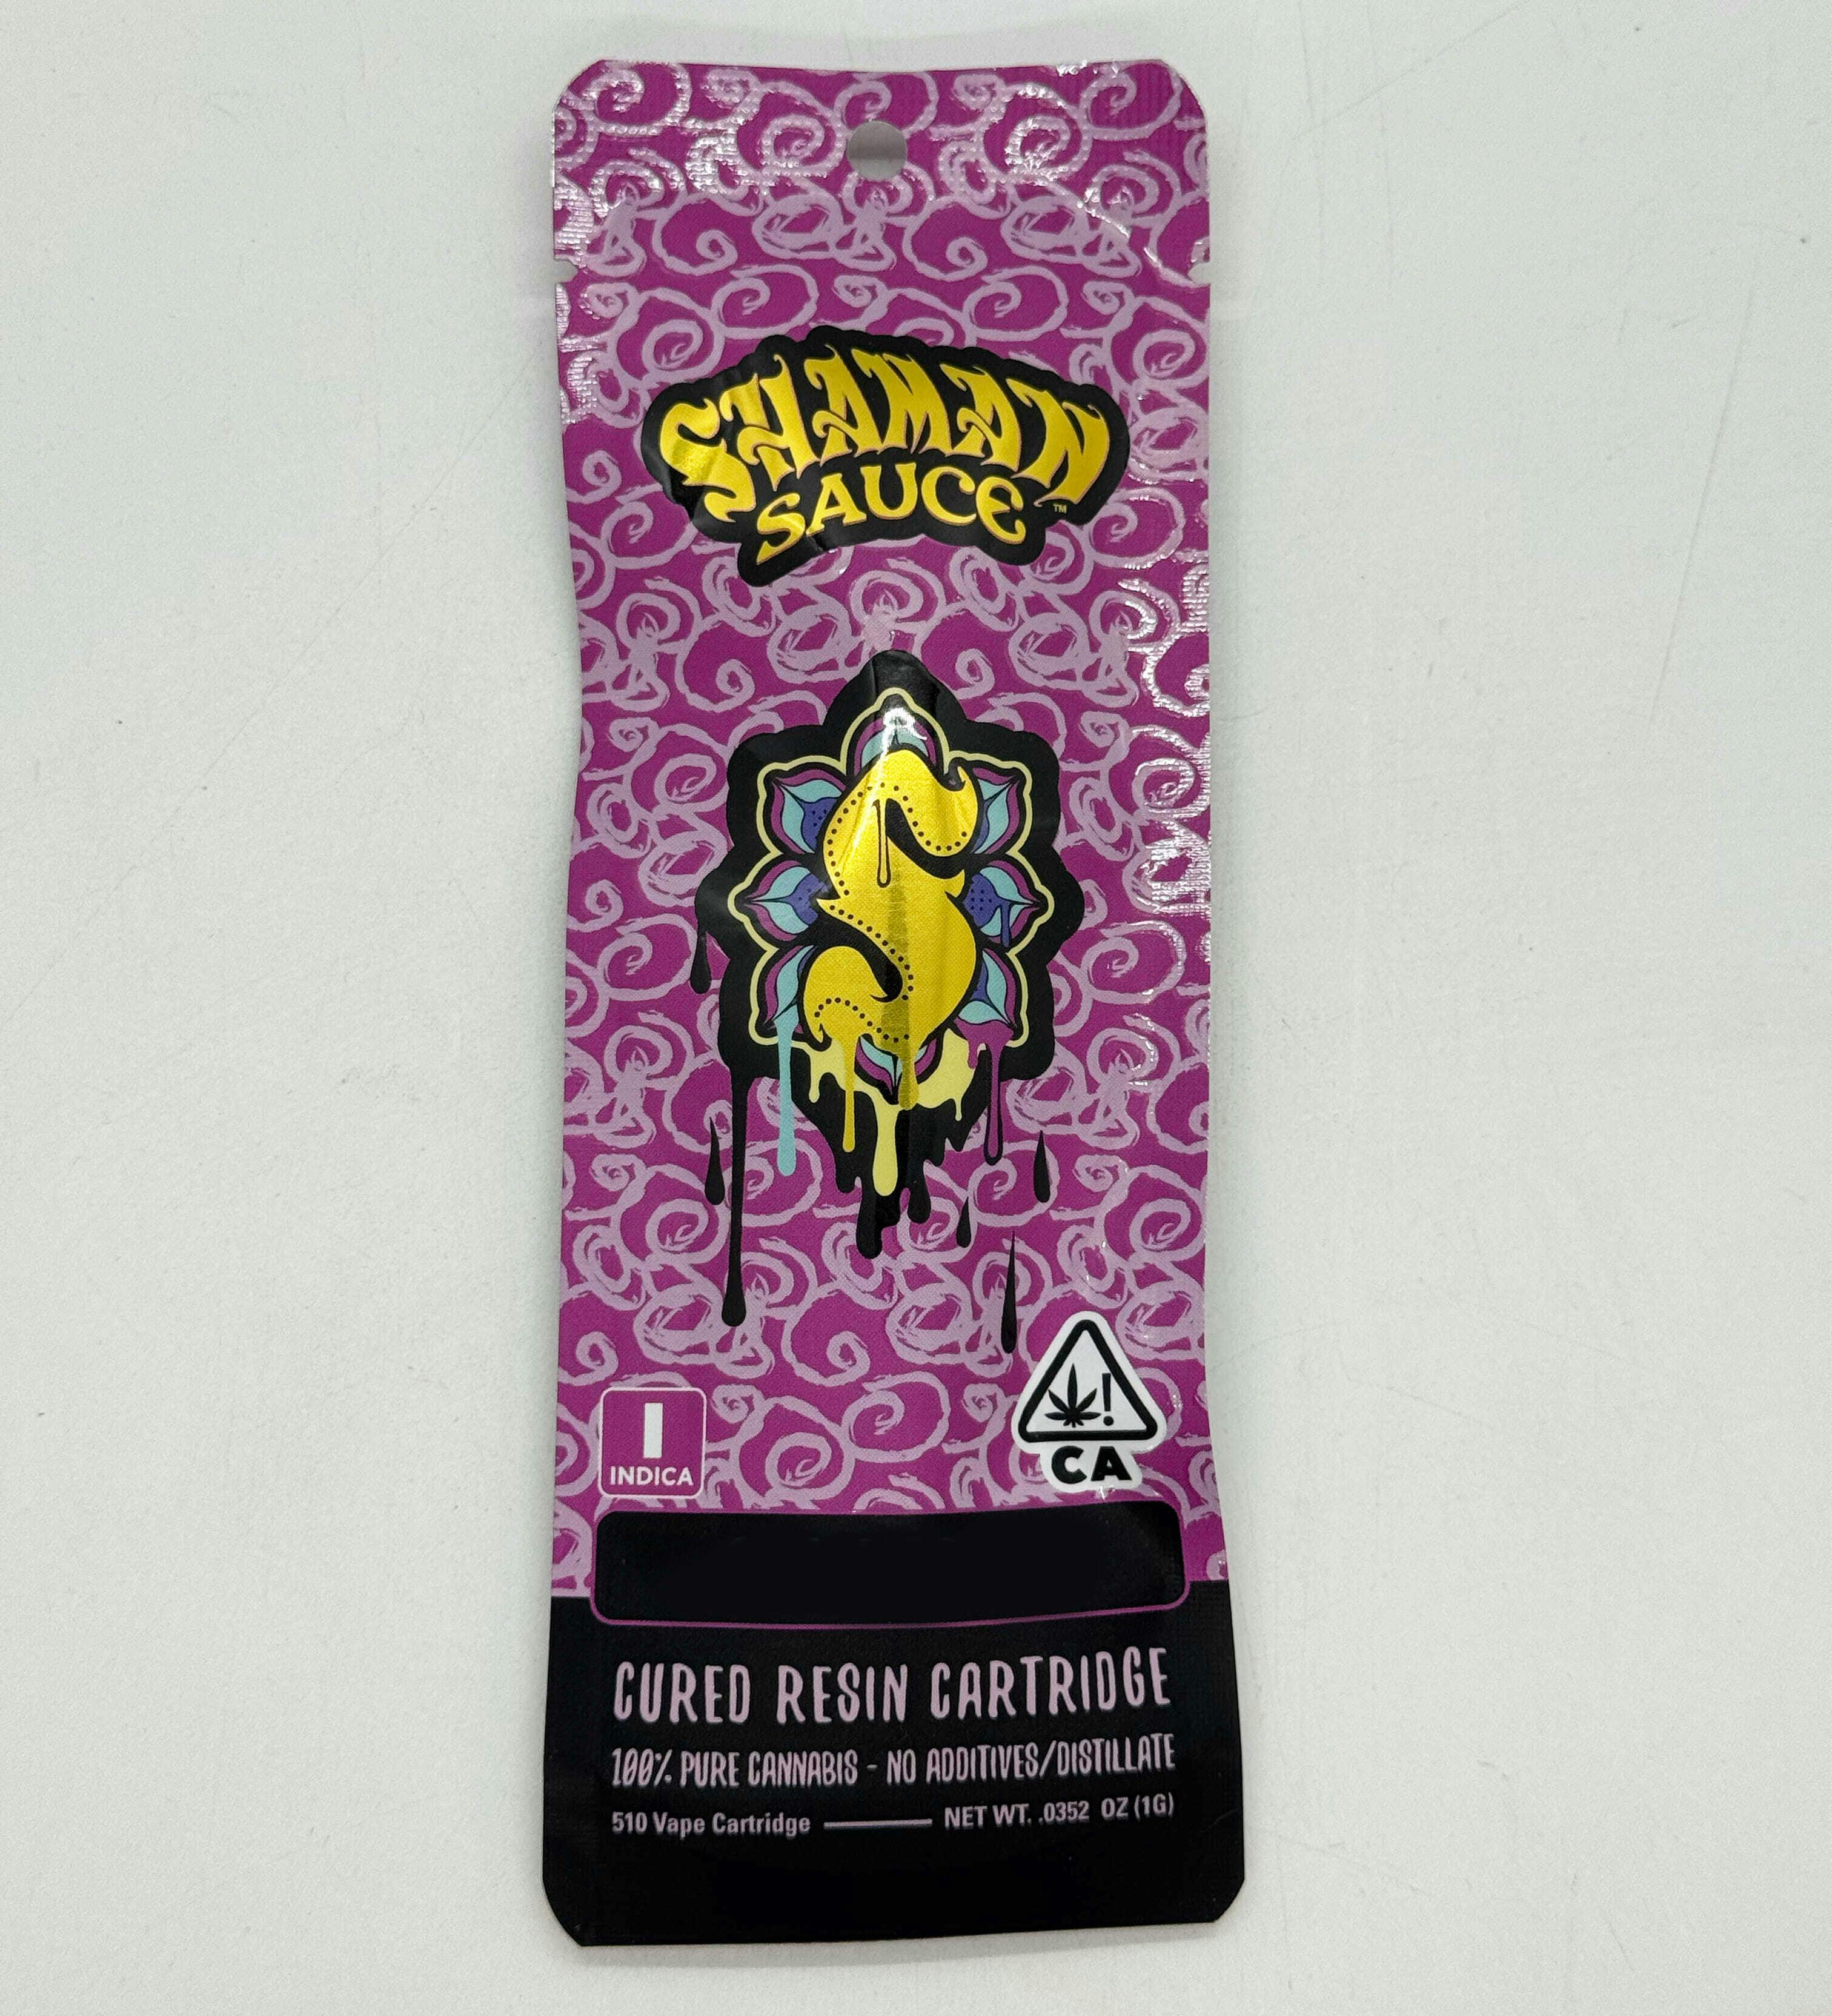 SHAMAN
SAUCE™
S
I
INDICA
!
CA
CURED RESIN CARTRIDGE
100% PURE CANNABIS - NO ADDITIVES/DISTILLATE
510 Vape Cartridge NET WT. .0352 OZ (1G)